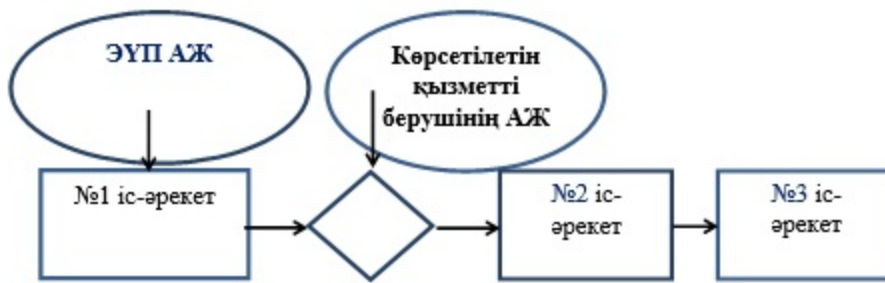 ЭҮП АЖ
Көрсетілетін
қызметті
берушінің АЖ
№1 іс-әрекет
№2 іс-
әрекет
№3 іс-
әрекет